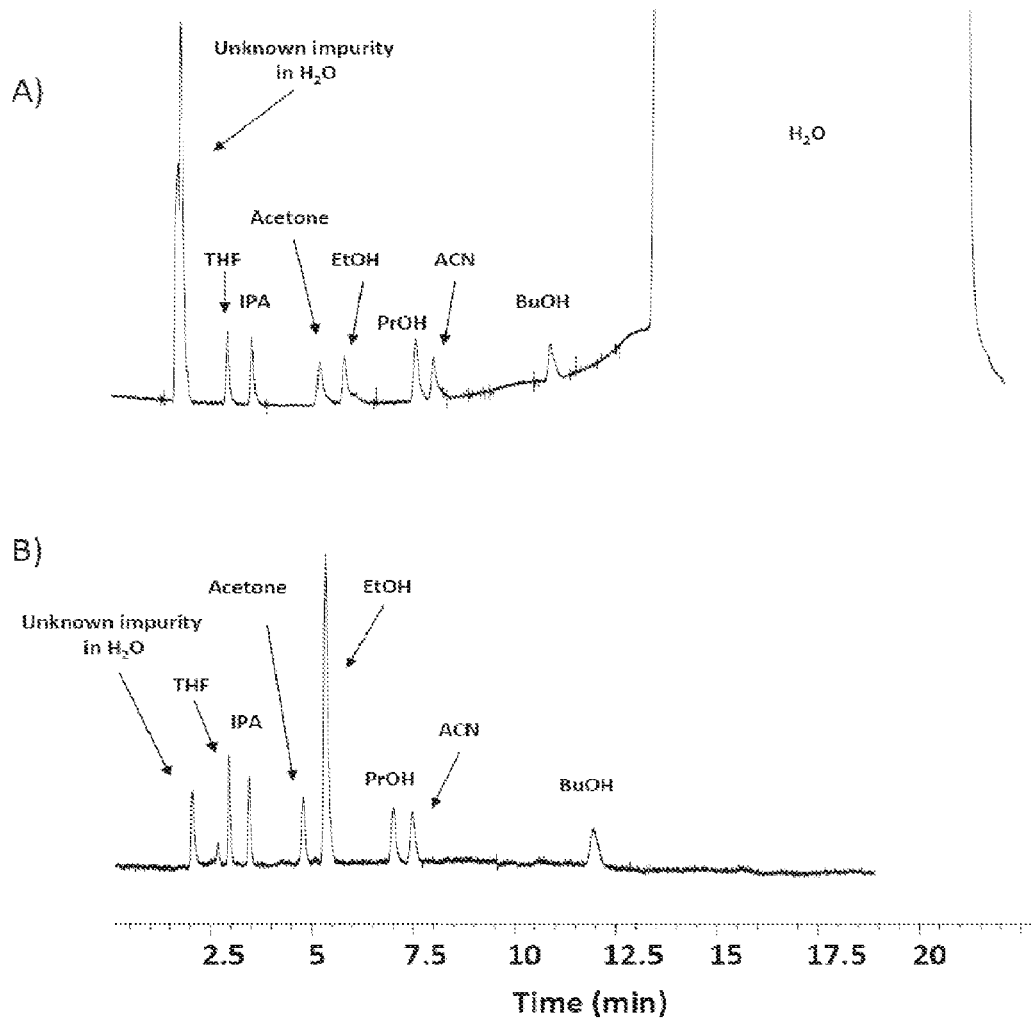 A)
Unknown impurity
in H₂O
H₂O
Acetone
THF
EtOH
ACN
IPA
PrOH
BuOH
B)
Acetone
EtOH
Unknown impurity
in H₂O
THF
IPA
ACN
PrOH
BuOH
2.5 5 7.5 10 12.5 15 17.5 20
Time (min)